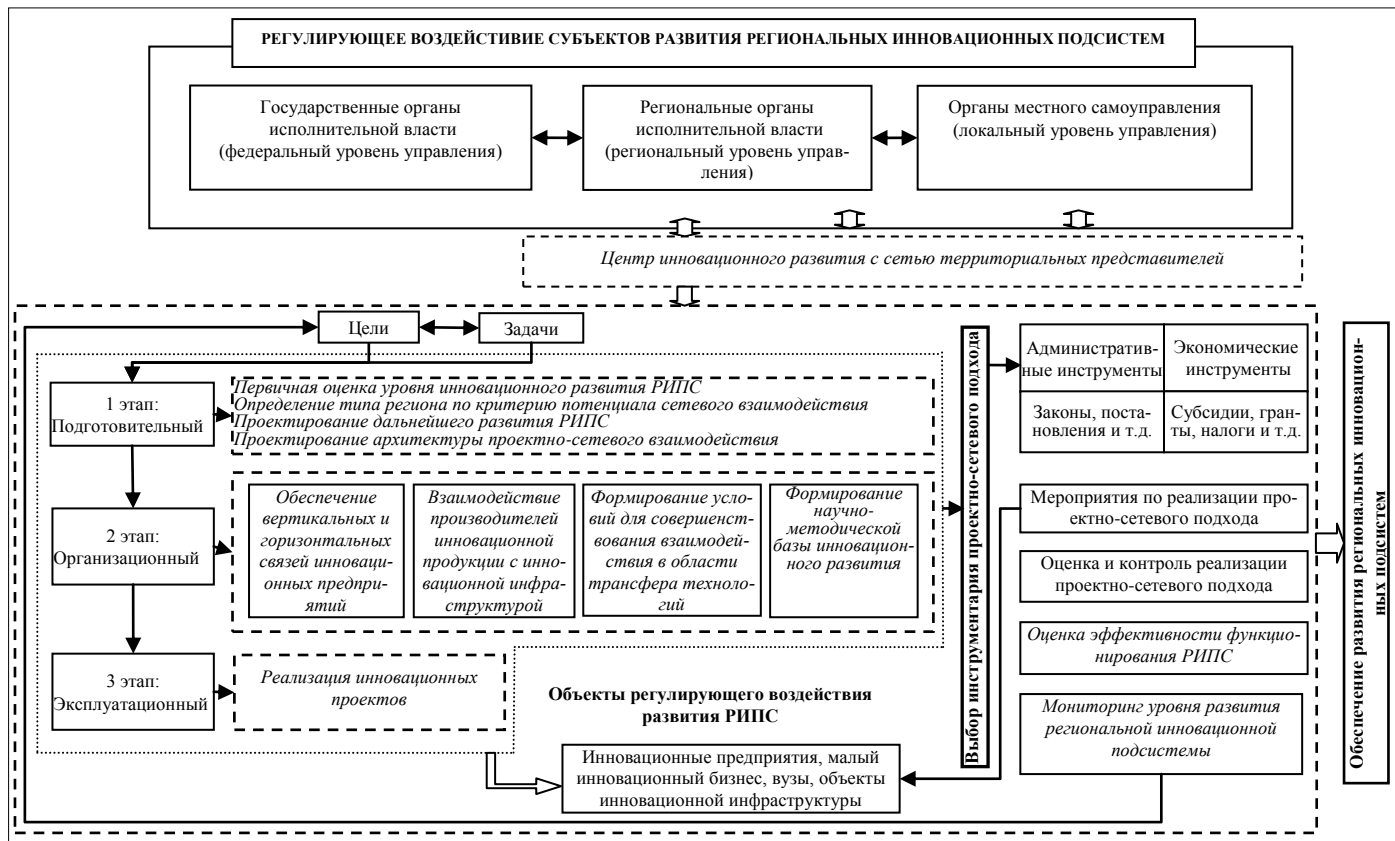 РЕГУЛИРУЮЩЕЕ ВОЗДЕЙСТИВИЕ СУБЪЕКТОВ РАЗВИТИЯ РЕГИОНАЛЬНЫХ ИННОВАЦИОННЫХ ПОДСИСТЕМ
Государственные органы
исполнительной власти
(федеральный уровень управления)
Региональные органы
исполнительной власти
(региональный уровень управ-
ления)
Органы местного самоуправления
(локальный уровень управления)
Центр инновационного развития с сетью территориальных представителей
Цели
Задачи
1 этап:
Подготовительный
Первичная оценка уровня инновационного развития РИПС
Определение типа региона по критерию потенциала сетевого взаимодействия
Проектирование дальнейшего развития РИПС
Проектирование архитектуры проектно-сетевого взаимодействия
2 этап:
Организационный
Обеспечение
вертикальных и
горизонтальных
связей инноваци-
онных предпри-
ятий
Взаимодействие
производителей
инновационной
продукции с инно-
вационной инфра-
структурой
Формирование усло-
вий для совершенст-
вования взаимодей-
ствия в области
трансфера техноло-
гий
Формирование
научно-
методической
базы инновацион-
ного развития
3 этап:
Эксплуатационный
Реализация инновационных
проектов
Объекты регулирующего воздействия
развития РИПС
Инновационные предприятия, малый
инновационный бизнес, вузы, объекты
инновационной инфраструктуры
Выбор инструментария проектно-сетевого подхода
Административ-
ные инструменты
Экономические
инструменты
Законы, поста-
новления и т.д.
Субсидии, гран-
ты, налоги и т.д.
Мероприятия по реализации про-
ектно-сетевого подхода
Оценка и контроль реализации
проектно-сетевого подхода
Оценка эффективности функцио-
нирования РИПС
Мониторинг уровня развития
региональной инновационной
подсистемы
Обеспечение развития региональных инновацион-
ных подсистем